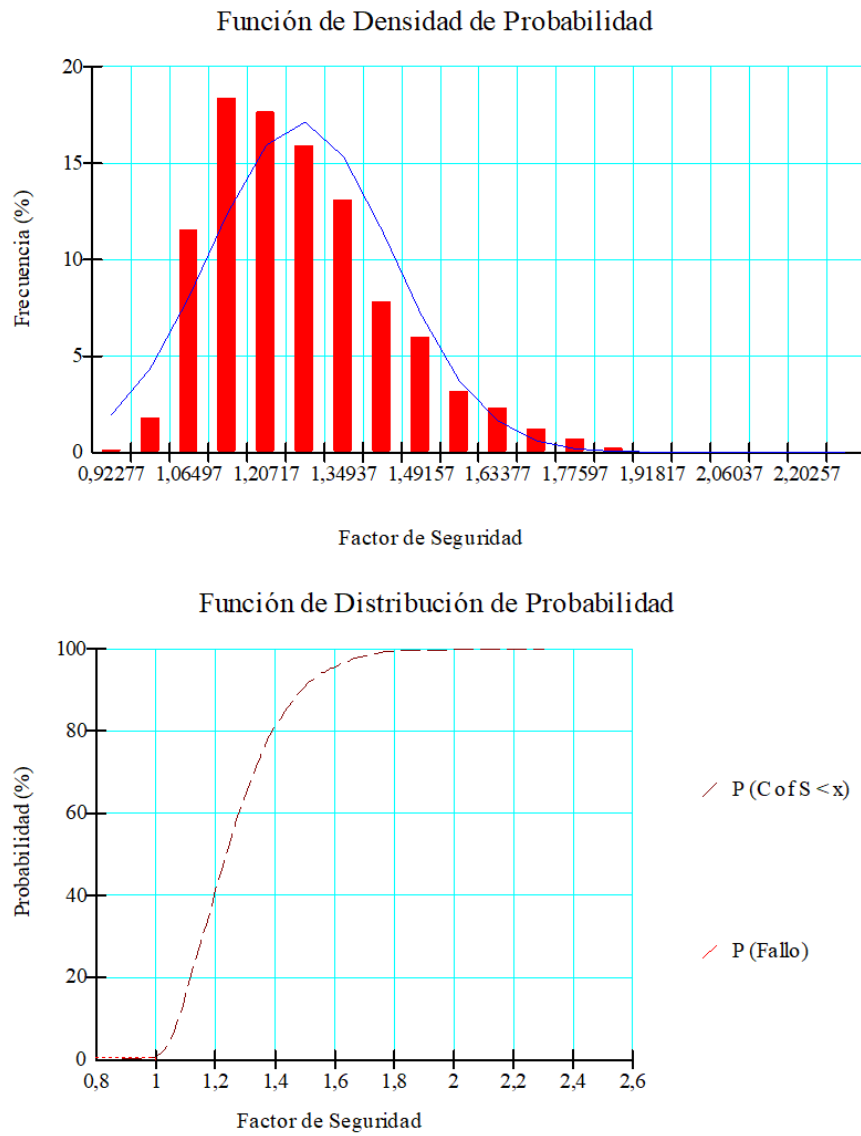 Función de Densidad de Probabilidad
20
15
10
5
0
Frecuencia (%)
0,92277 1,06497 1,20717 1,34937 1,49157 1,63377 1,77597 1,91817 2,06037 2,20257
Factor de Seguridad
Función de Distribución de Probabilidad
100
80
60
40
20
0
Probabilidad (%)
0,8 1 1,2 1,4 1,6 1,8 2 2,2 2,4 2,6
Factor de Seguridad
P (C of S < x)
P (Fallo)